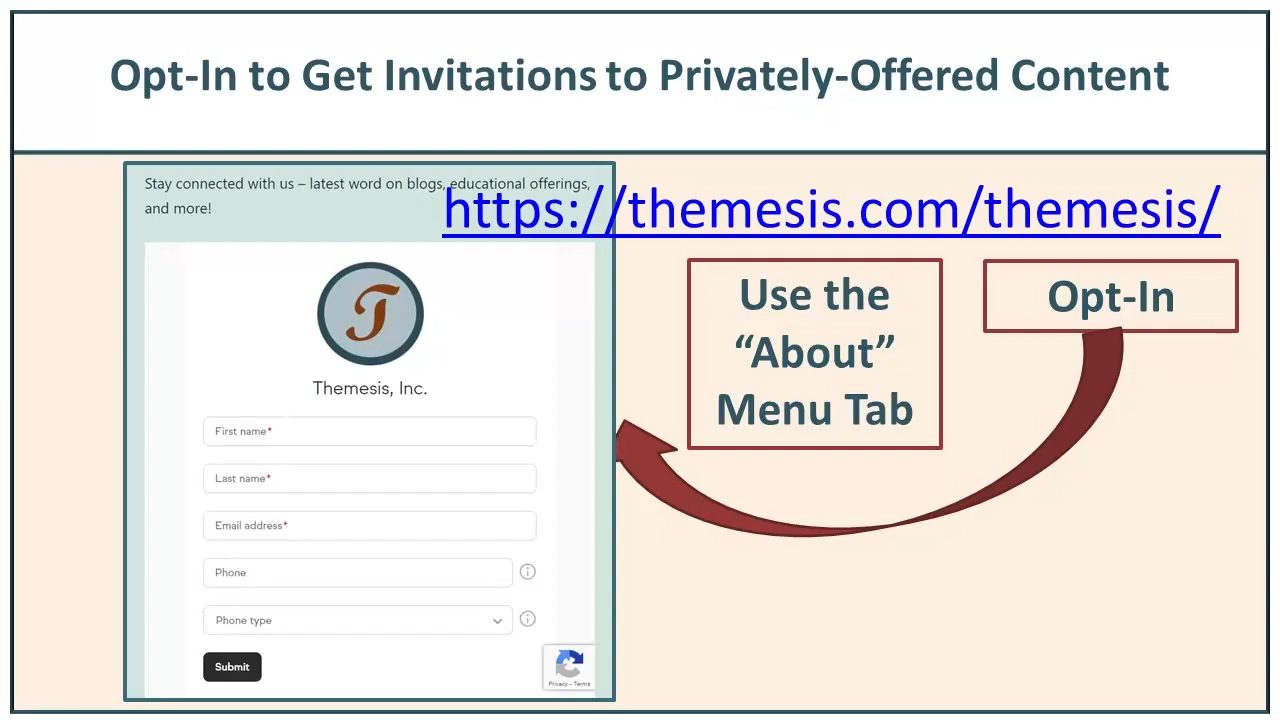 Opt-In to Get Invitations to Privately-Offered Content
Stay connected with us – latest word on blogs, educational offerings,
and more!
https://themesis.com/themesis/
Use the
“About”
Menu Tab
Opt-In
T
Themesis, Inc.
First name*
Last name*
Email address*
Phone
Phone type
Submit
Privacy - Terms